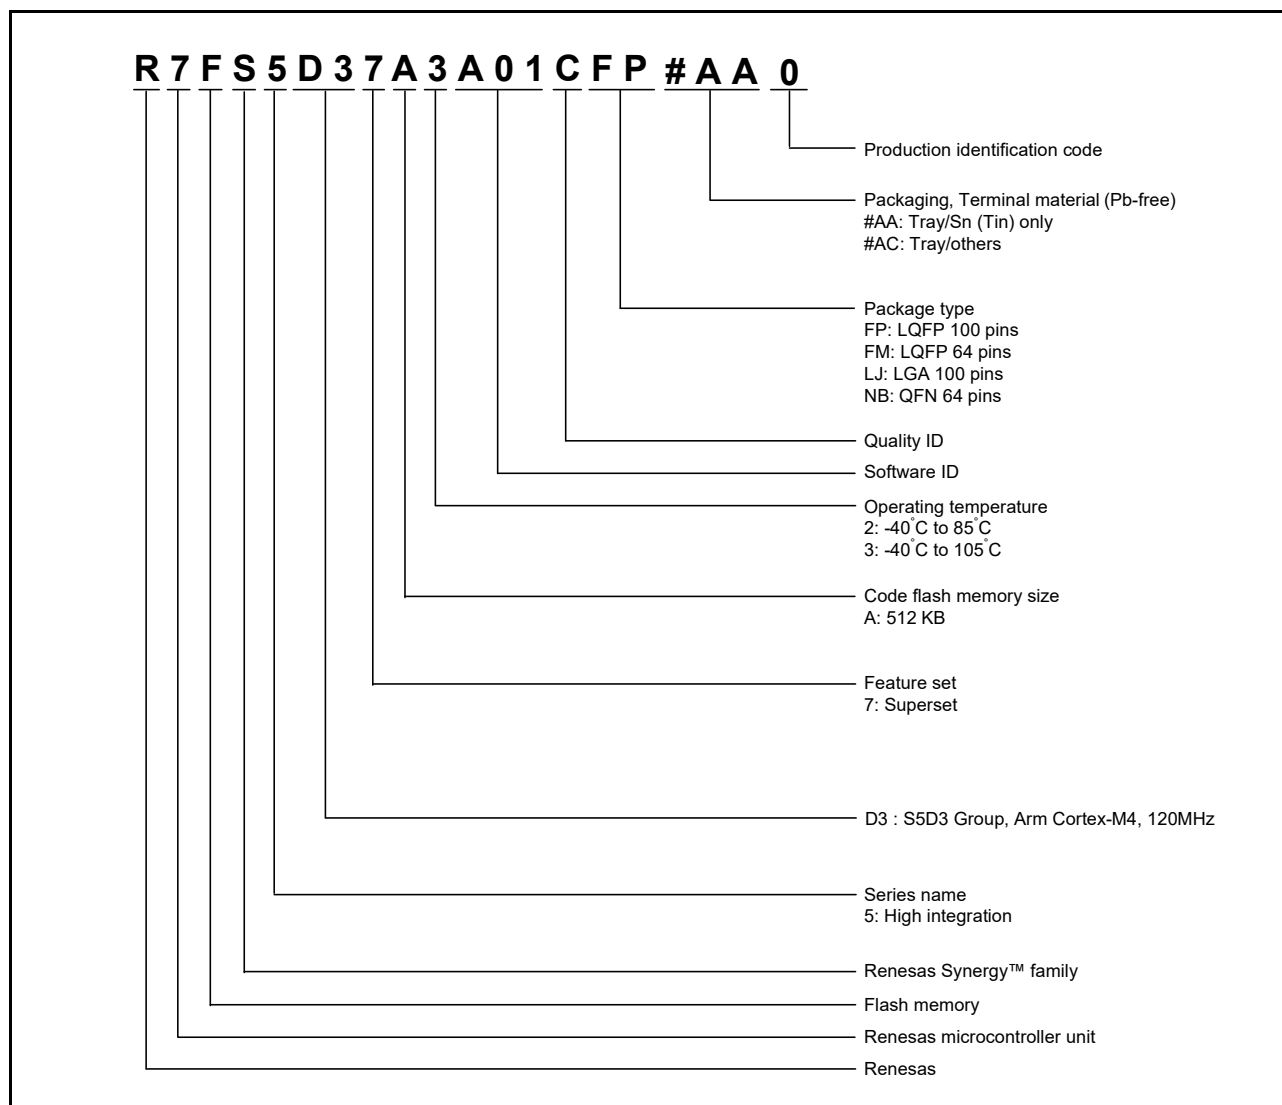 R7FS5D37A3A01CFP #AA0
Production identification code
Packaging, Terminal material (Pb-free)
#AA: Tray/Sn (Tin) only
#AC: Tray/others
Package type
FP: LQFP 100 pins
FM: LQFP 64 pins
LJ: LGA 100 pins
NB: QFN 64 pins
Quality ID
Software ID
Operating temperature
2: -40°C to 85°C
3: -40°C to 105°C
Code flash memory size
A: 512 KB
Feature set
7: Superset
D3 : S5D3 Group, Arm Cortex-M4, 120MHz
Series name
5: High integration
Renesas Synergy™ family
Flash memory
Renesas microcontroller unit
Renesas